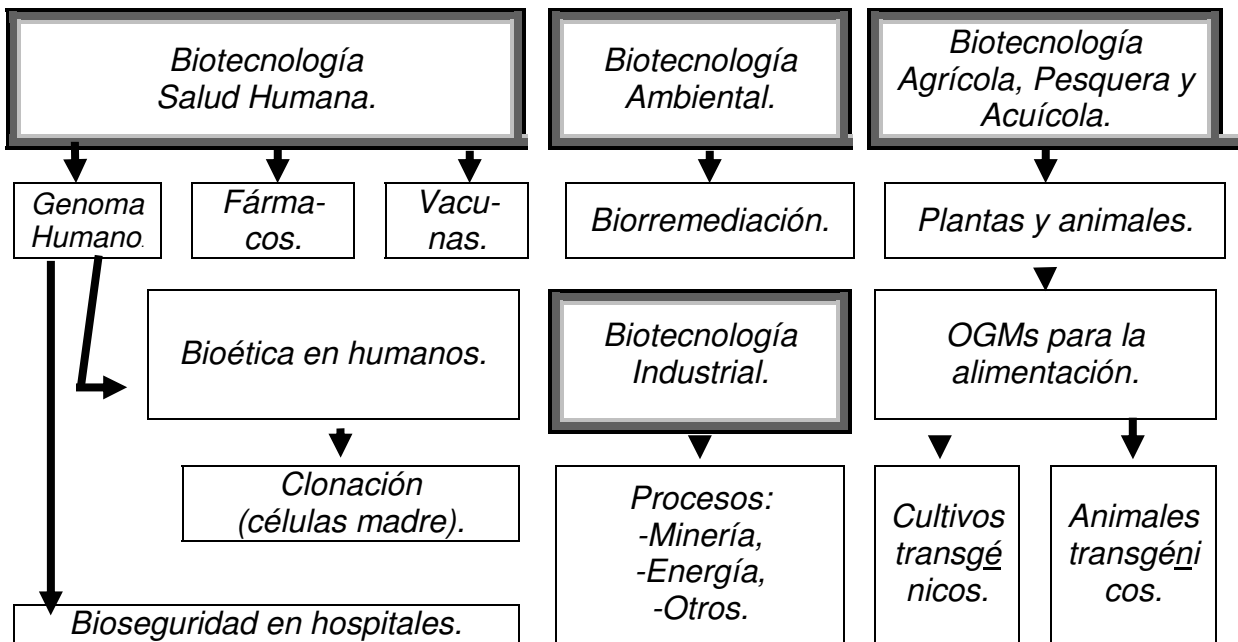 Biotecnología
Salud Humana.
Biotecnología
Ambiental.
Biotecnología
Agrícola, Pesquera y
Acuícola.
Genoma
Humano.
Fárma-
cos.
Vacu-
nas.
Biorremediación.
Plantas y animales.
Bioética en humanos.
Biotecnología
Industrial.
OGMs para la
alimentación.
Clonación
(células madre).
Procesos:
-Minería,
-Energía,
-Otros.
Cultivos
transgé
nicos.
Animales
transgéni
cos.
Bioseguridad en hospitales.